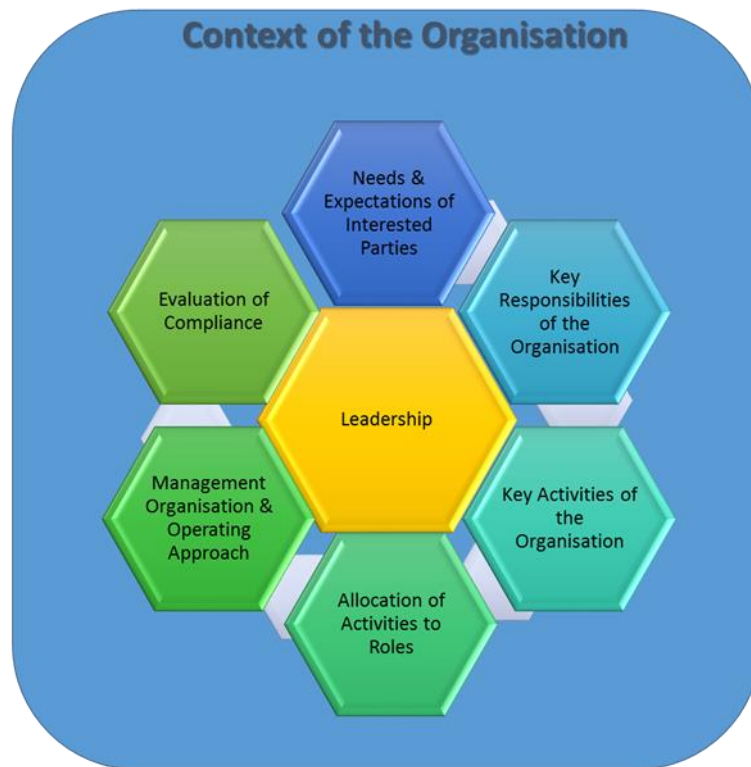 Context of the Organisation
Needs &
Expectations of
Interested
Parties
Key
Responsibilities
of the
Organisation
Key Activities of
the
Organisation
Allocation of
Activities to
Roles
Management
Organisation &
Operating
Approach
Evaluation of
Compliance
Leadership